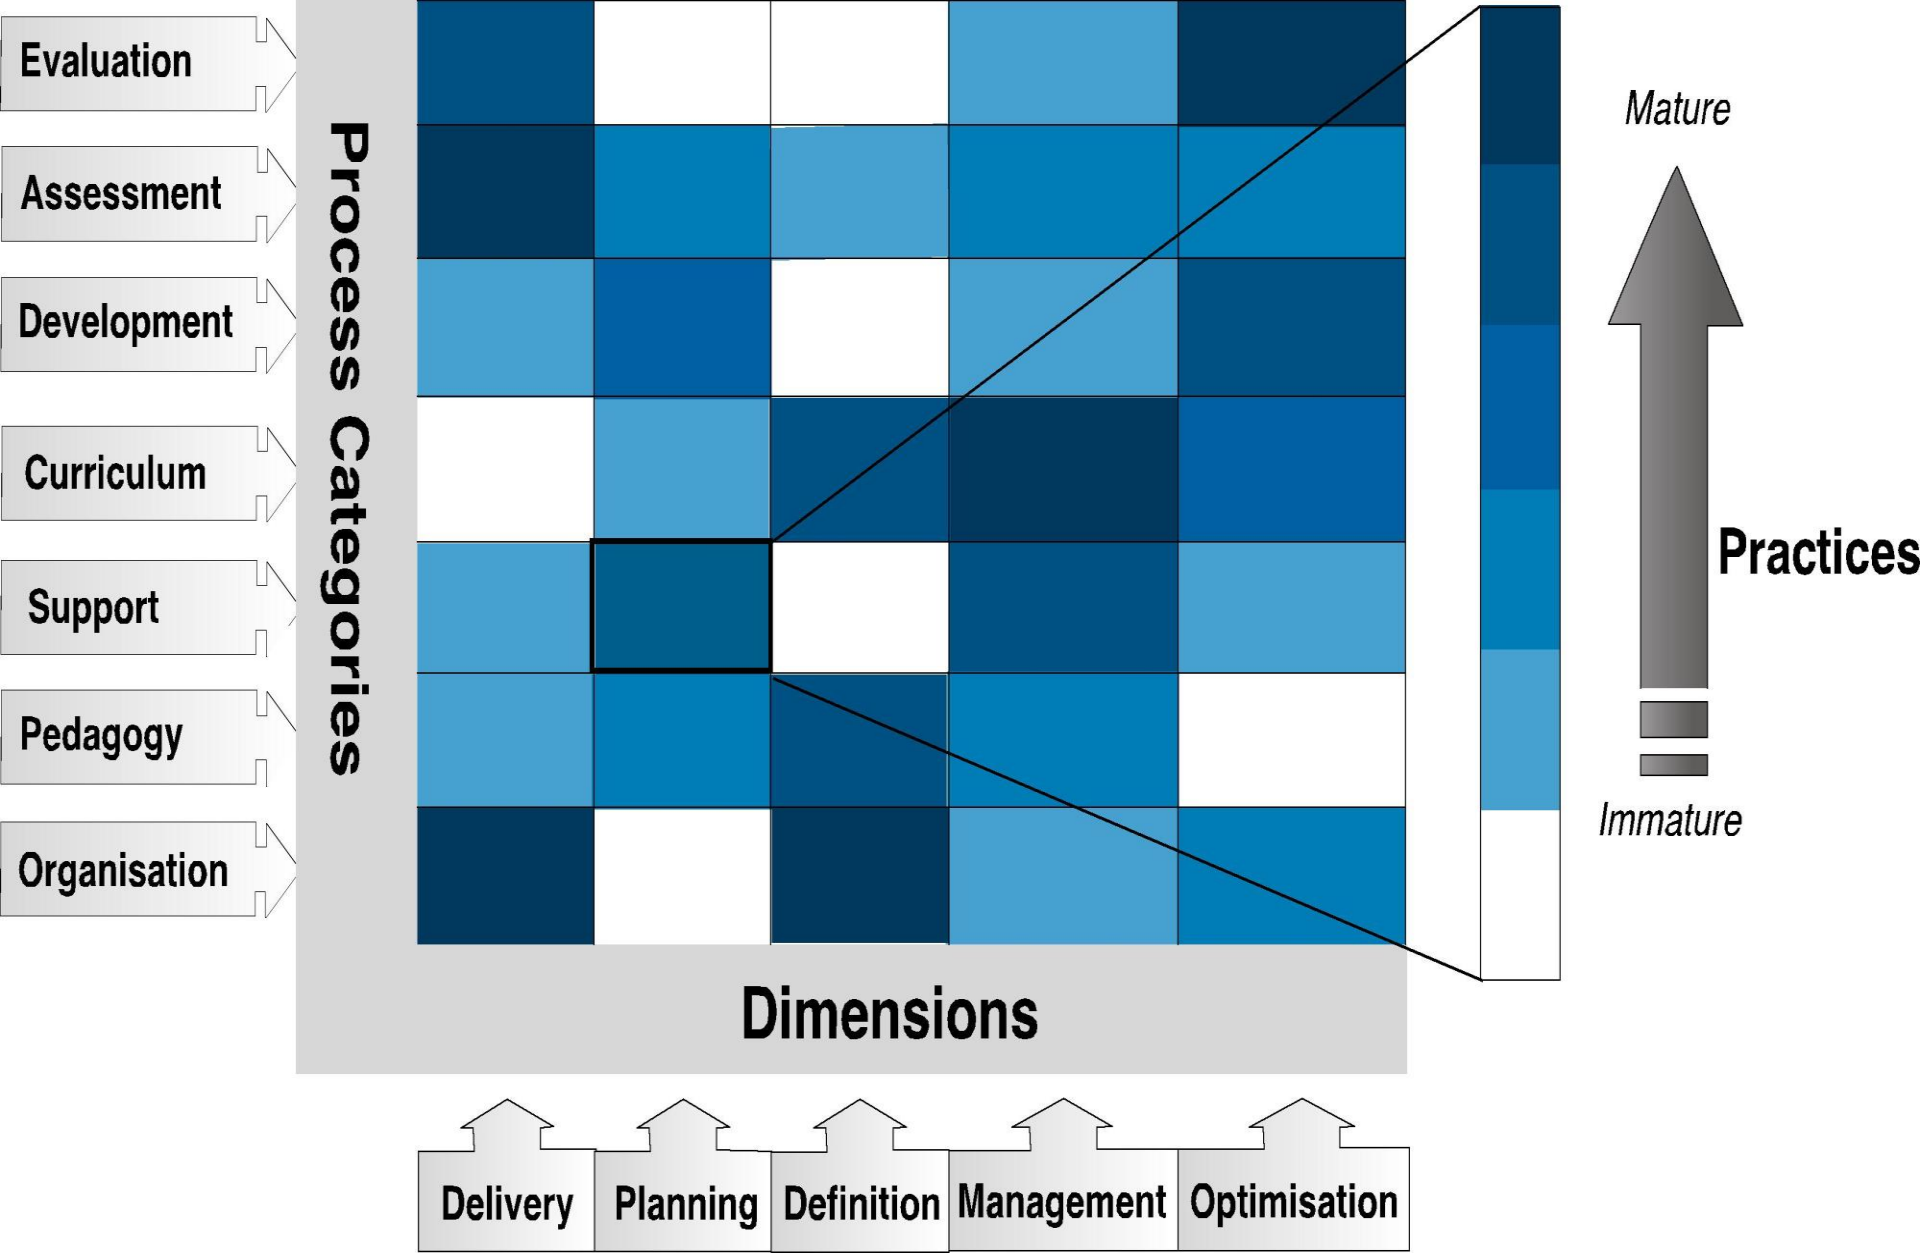 Evaluation
Assessment
Development
Curriculum
Support
Pedagogy
Organisation
Process Categories
Dimensions
Delivery
Planning
Definition
Management
Optimisation
Mature
Practices
Immature